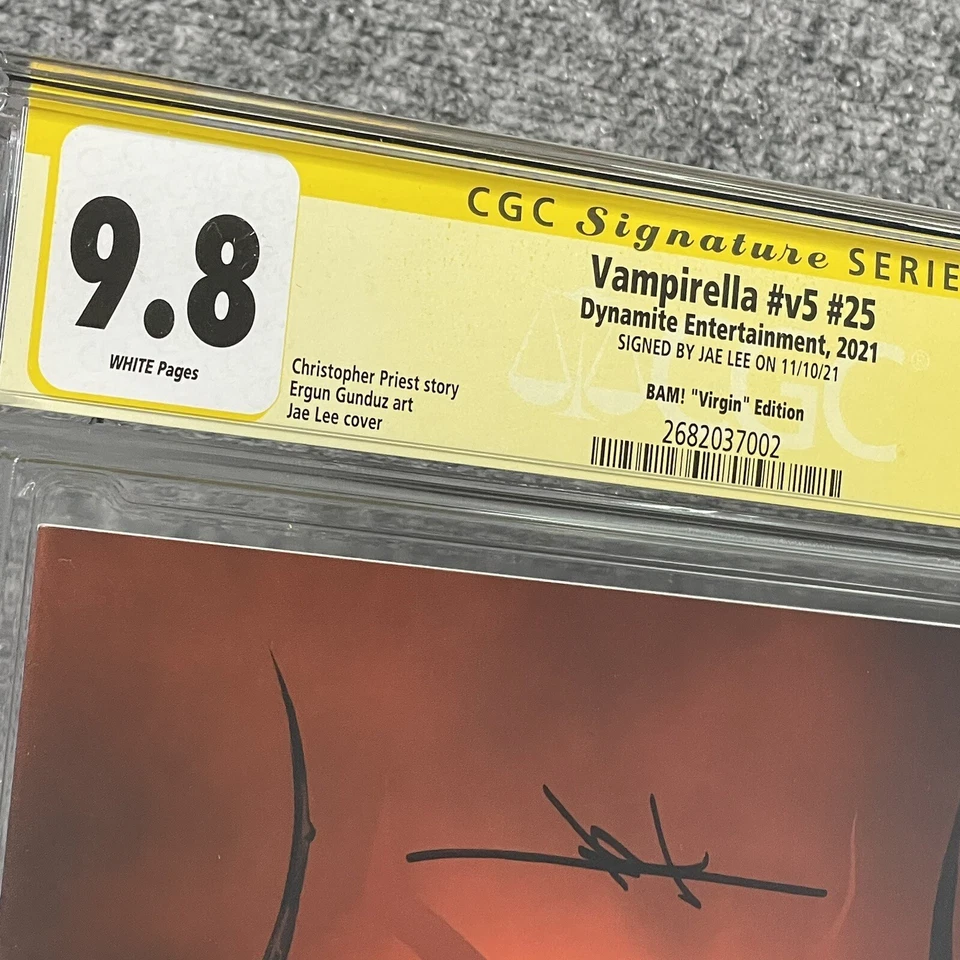 CGC Signature SERIE
9.8
WHITE Pages
Vampirella #v5 #25
Dynamite Entertainment, 2021
SIGNED BY JAE LEE ON 11/10/21
BAM! "Virgin" Edition
2682037002
Christopher Priest story
Ergun Gunduz art
Jae Lee cover
CGC